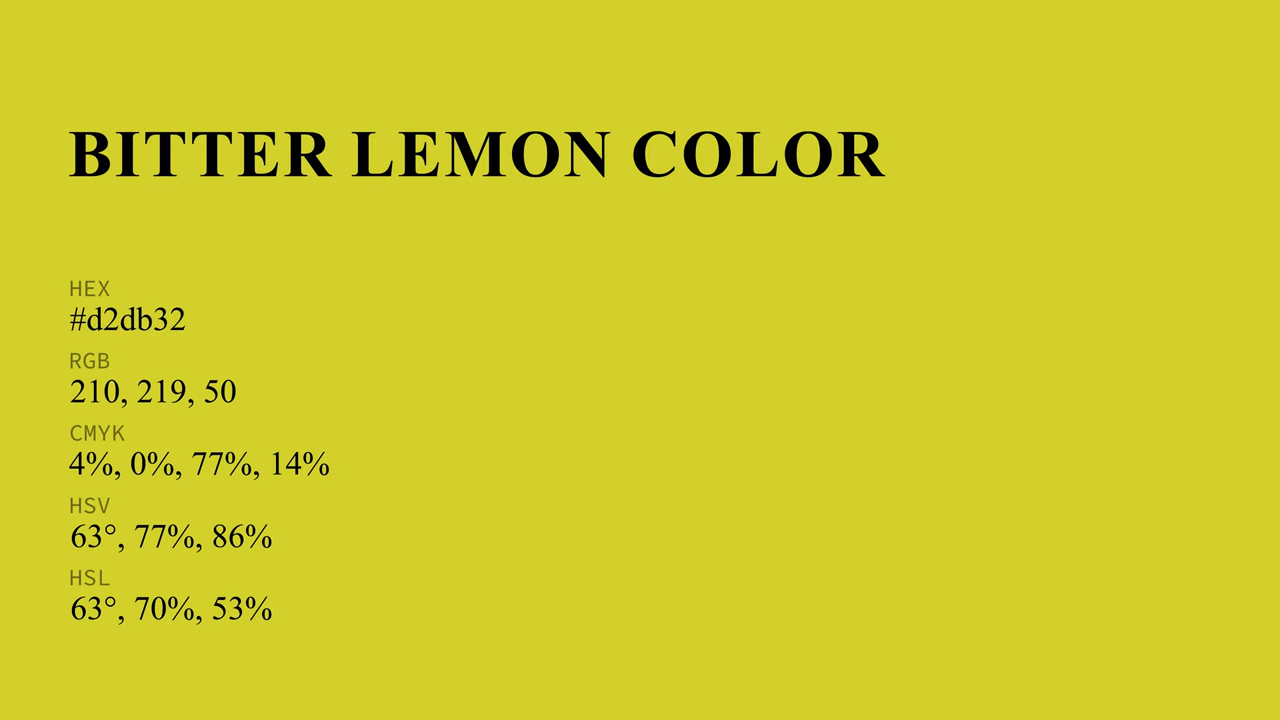 BITTER LEMON COLOR
HEX
#d2db32
RGB
210, 219, 50
CMYK
4%, 0%, 77%, 14%
HSV
63°, 77%, 86%
HSL
63°, 70%, 53%